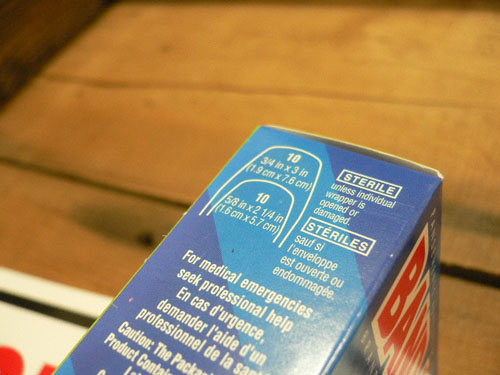 10
3/4 in x 3 in
(1.9 cm x 7.6 cm)
10
5/8 in x 2 1/4 in
(1.6 cm x 5.7 cm)
STERILE
unless individual
wrapper is
opened or
damaged.
STÉRILES
sauf si
l'enveloppe
est ouverte ou
endommagée.
For medical emergencies
seek professional help
En cas d'urgence,
demander l'aide d'un
professionnel de la
Caution: The
Product